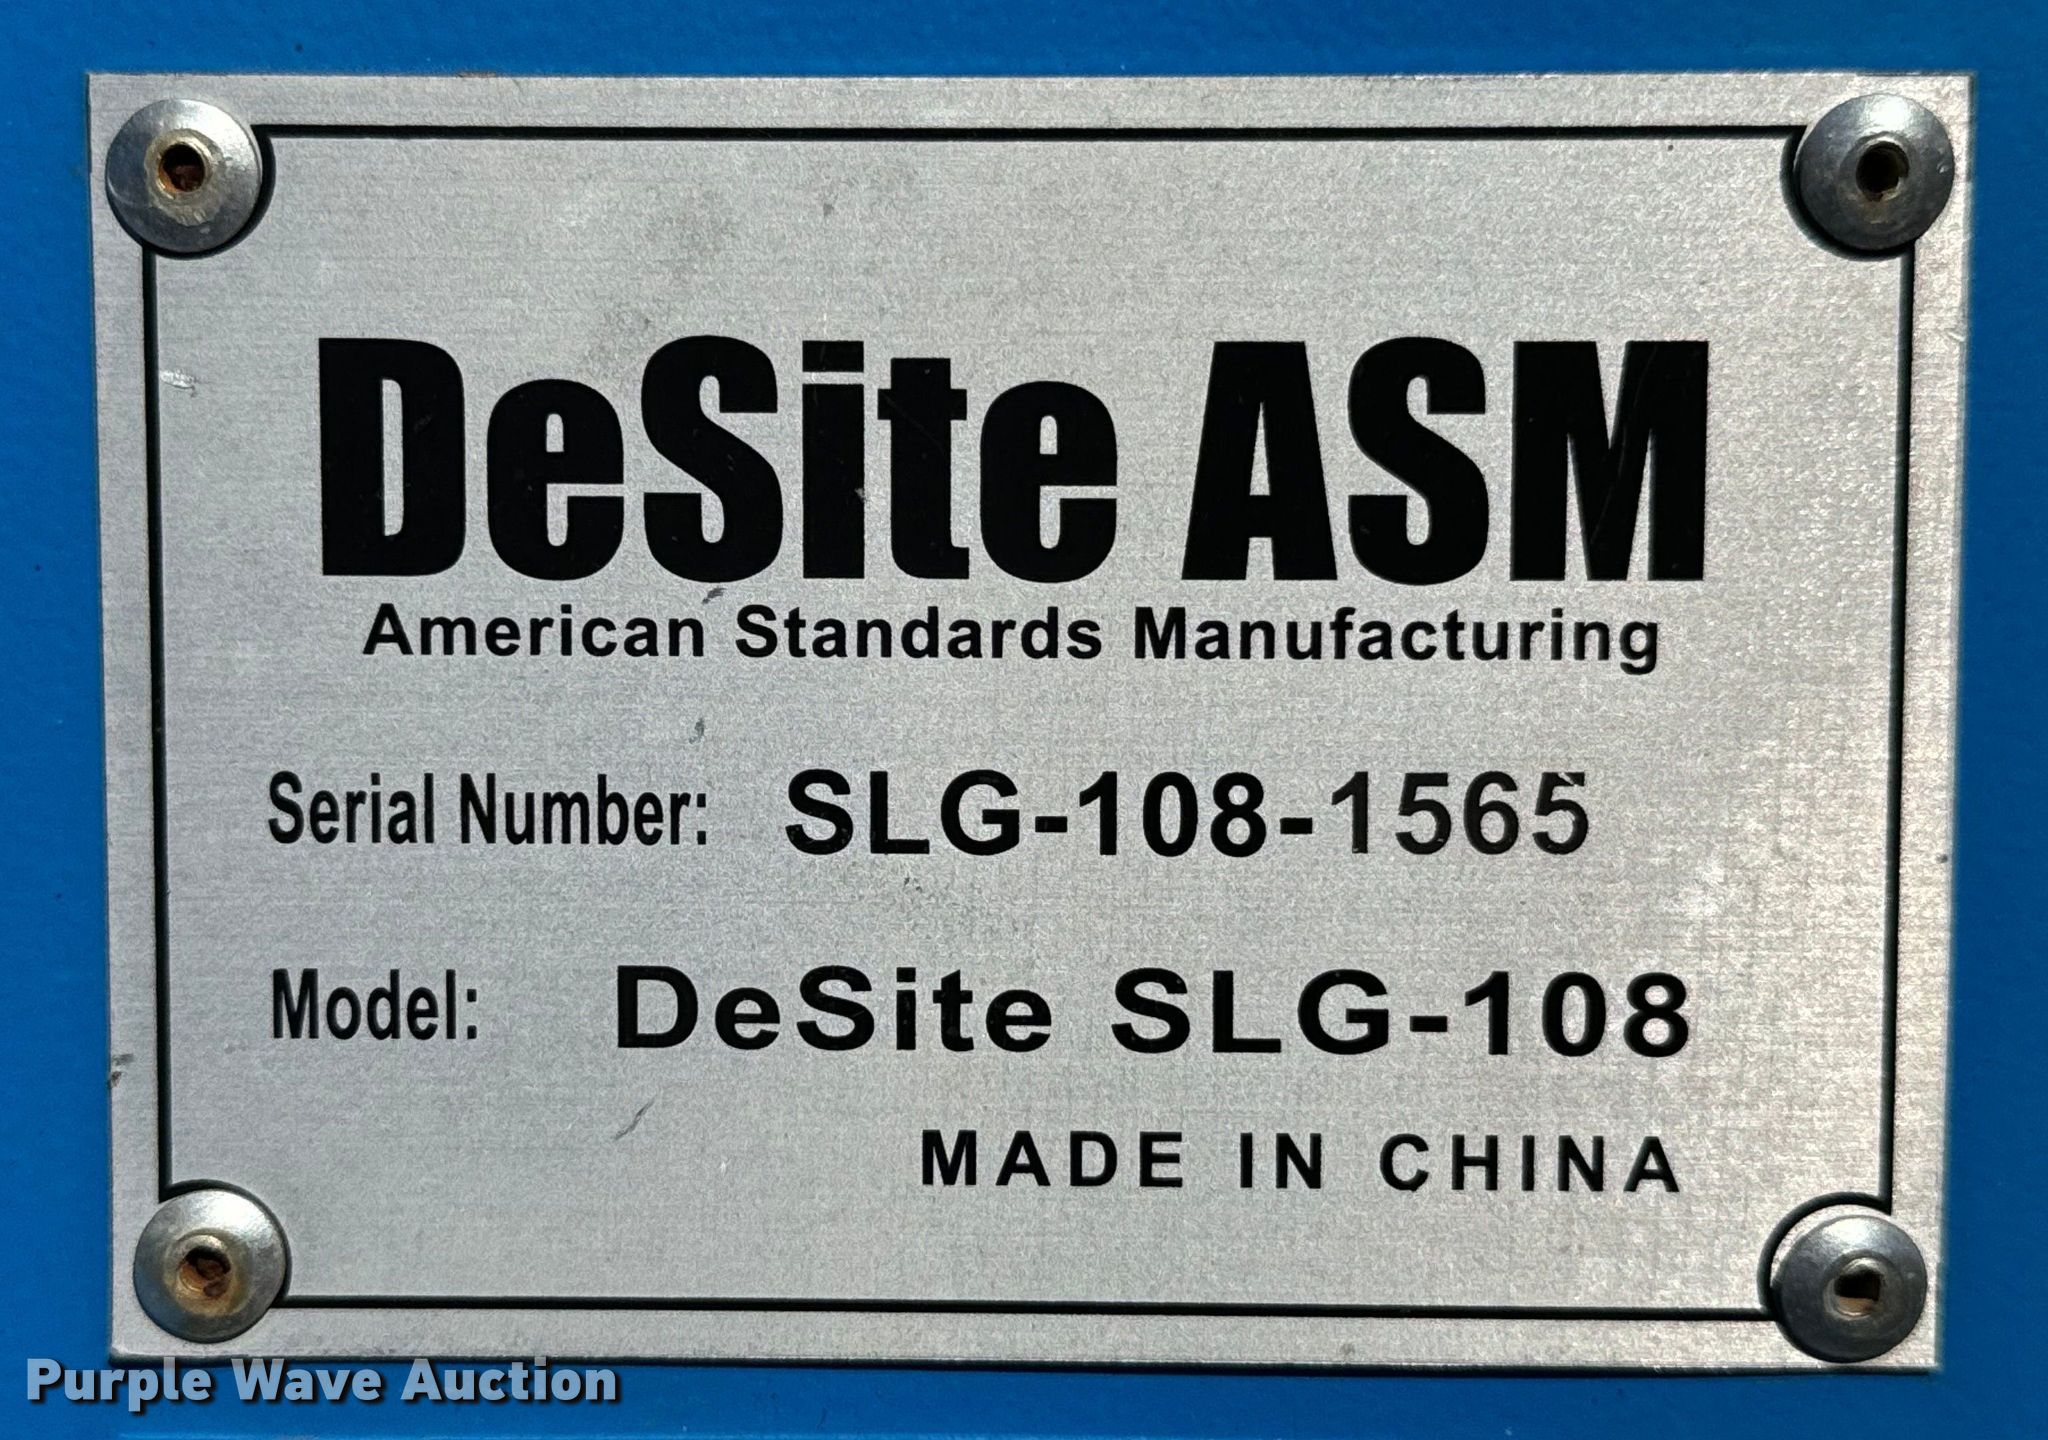 DeSite ASM
American Standards Manufacturing
Serial Number: SLG-108-1565
Model: DeSite SLG-108
MADE IN CHINA
Purple Wave Auction